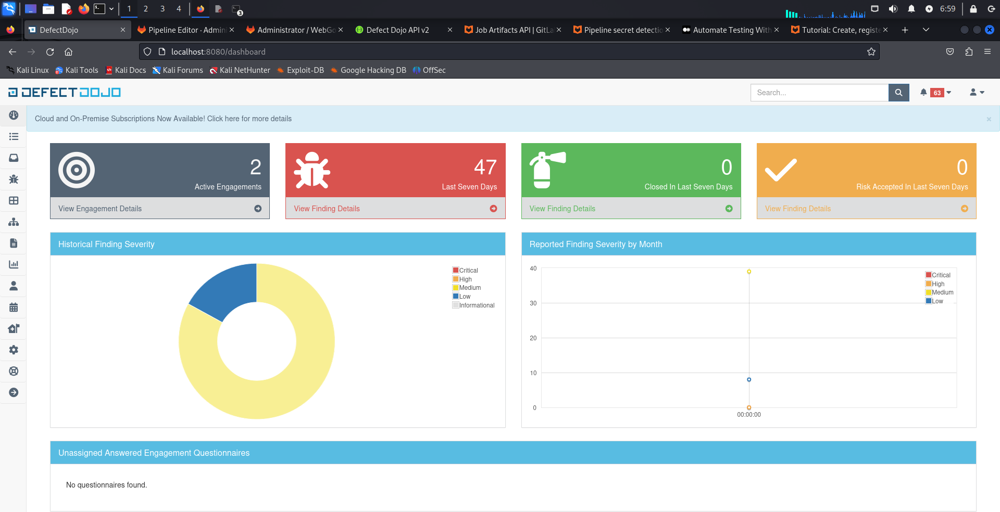 1 2 3 4 3 6:59
DefectDojo Pipeline Editor · Admini Administrator / WebGo Defect Dojo API v2 Job Artifacts API | GitLa Pipeline secret detectio Automate Testing With Tutorial: Create, registe
localhost:8080/dashboard
Kali Linux Kali Tools Kali Docs Kali Forums Kali NetHunter Exploit-DB Google Hacking DB OffSec
DEFECTDOJO Search... 63
Cloud and On-Premise Subscriptions Now Available! Click here for more details ×
2 47 0 0
Active Engagements Last Seven Days Closed In Last Seven Days Risk Accepted In Last Seven Days
View Engagement Details View Finding Details View Finding Details View Finding Details
Historical Finding Severity
Critical
High
Medium
Low
Informational
Reported Finding Severity by Month
40
30
20
10
0
Critical
High
Medium
Low
00:00:00
Unassigned Answered Engagement Questionnaires
No questionnaires found.